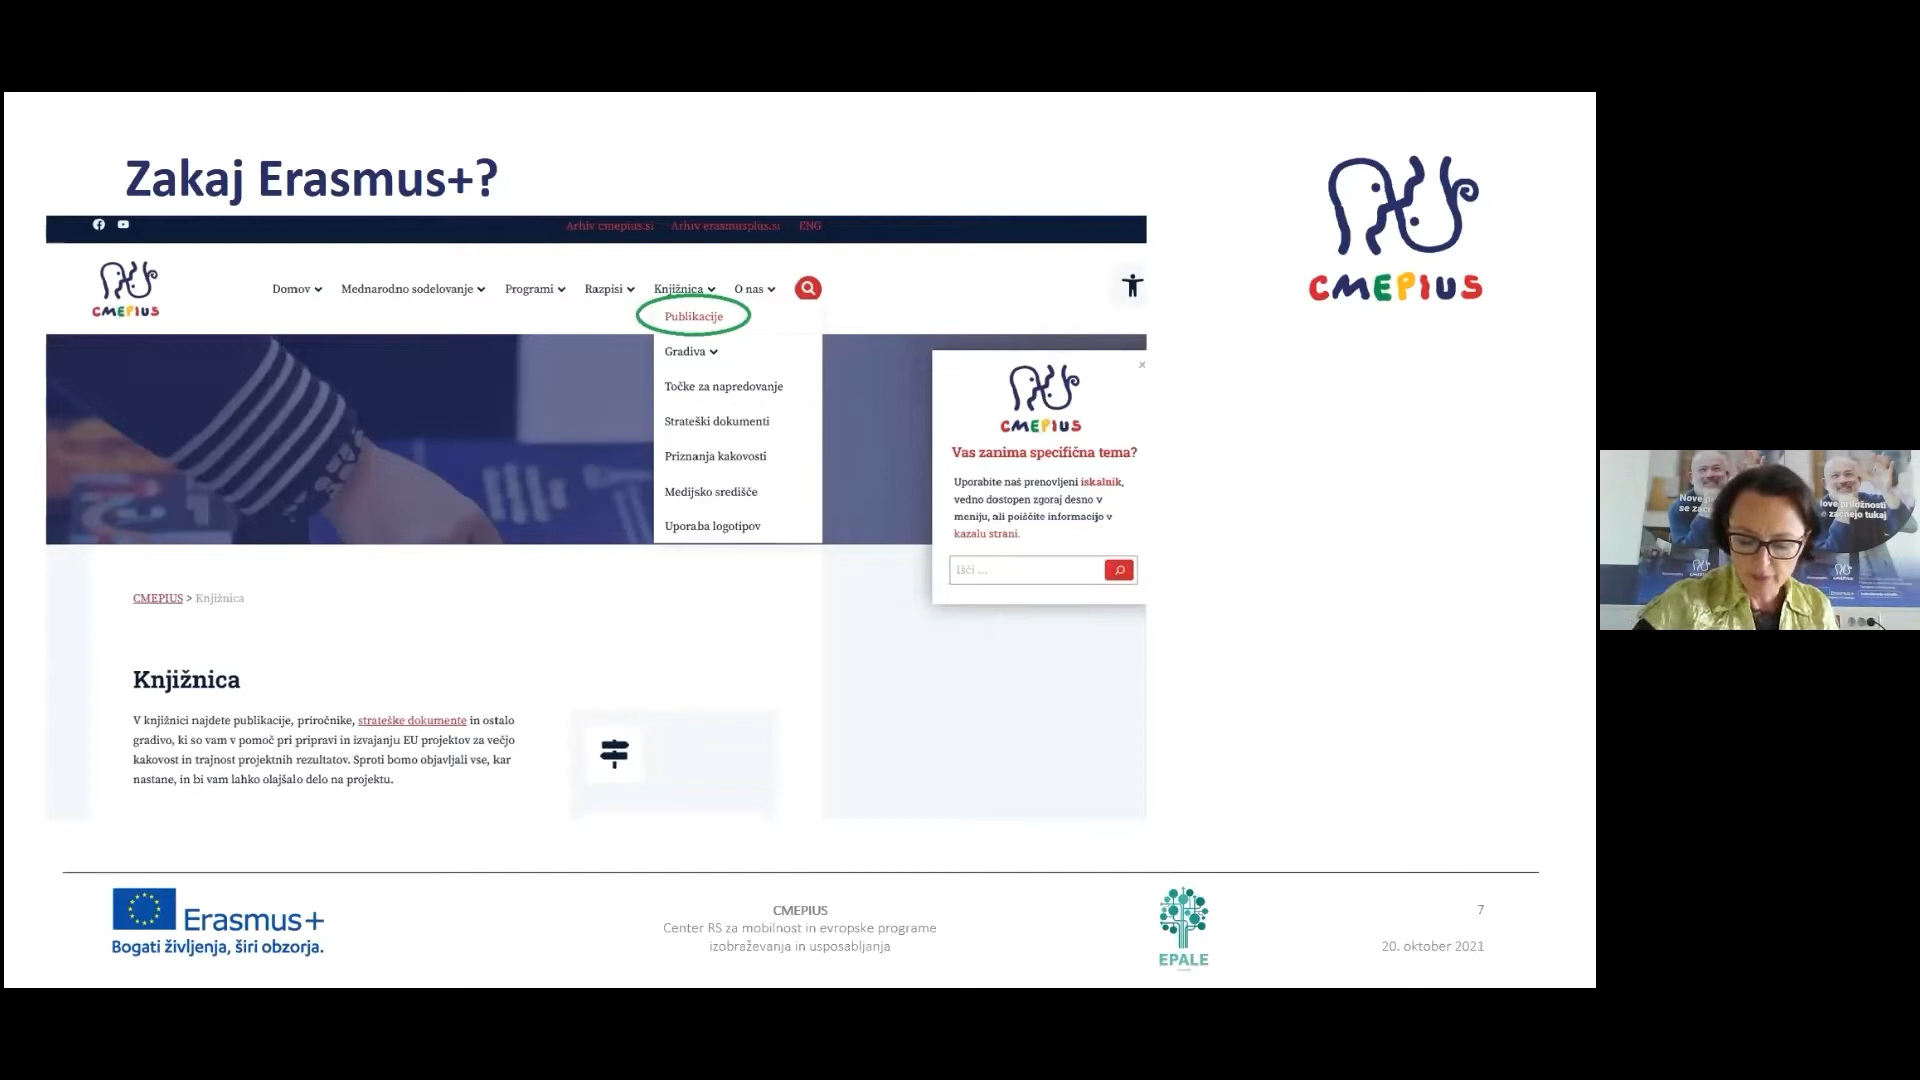 Zakaj Erasmus+?
CMEPIUS
Arhiv cmepius.si Arhiv erasmusplus.si ENG
CMEPIUS
Domov Mednarodno sodelovanje Programi Razpisi Knjižnica O nas
Publikacije
Gradiva
Točke za napredovanje
Strateški dokumenti
Priznanja kakovosti
Medijsko središče
Uporaba logotipov
CMEPIUS
Vas zanima specifična tema?
Uporabite naš prenovljeni iskalnik,
vedno dostopen zgoraj desno v
meniju, ali poiščite informacijo v
kazalu strani.
Išči ...
CMEPIUS > Knjižnica
Knjižnica
V knjižnici najdete publikacije, priročnike, strateške dokumente in ostalo
gradivo, ki so vam v pomoč pri pripravi in izvajanju EU projektov za večjo
kakovost in trajnost projektnih rezultatov. Sproti bomo objavljali vse, kar
nastane, in bi vam lahko olajšalo delo na projektu.
Erasmus+
Bogati življenja, širi obzorja.
CMEPIUS
Center RS za mobilnost in evropske programe
izobraževanja in usposabljanja
EPALE
7
20. oktober 2021
priložnosti
se začnejo tukaj